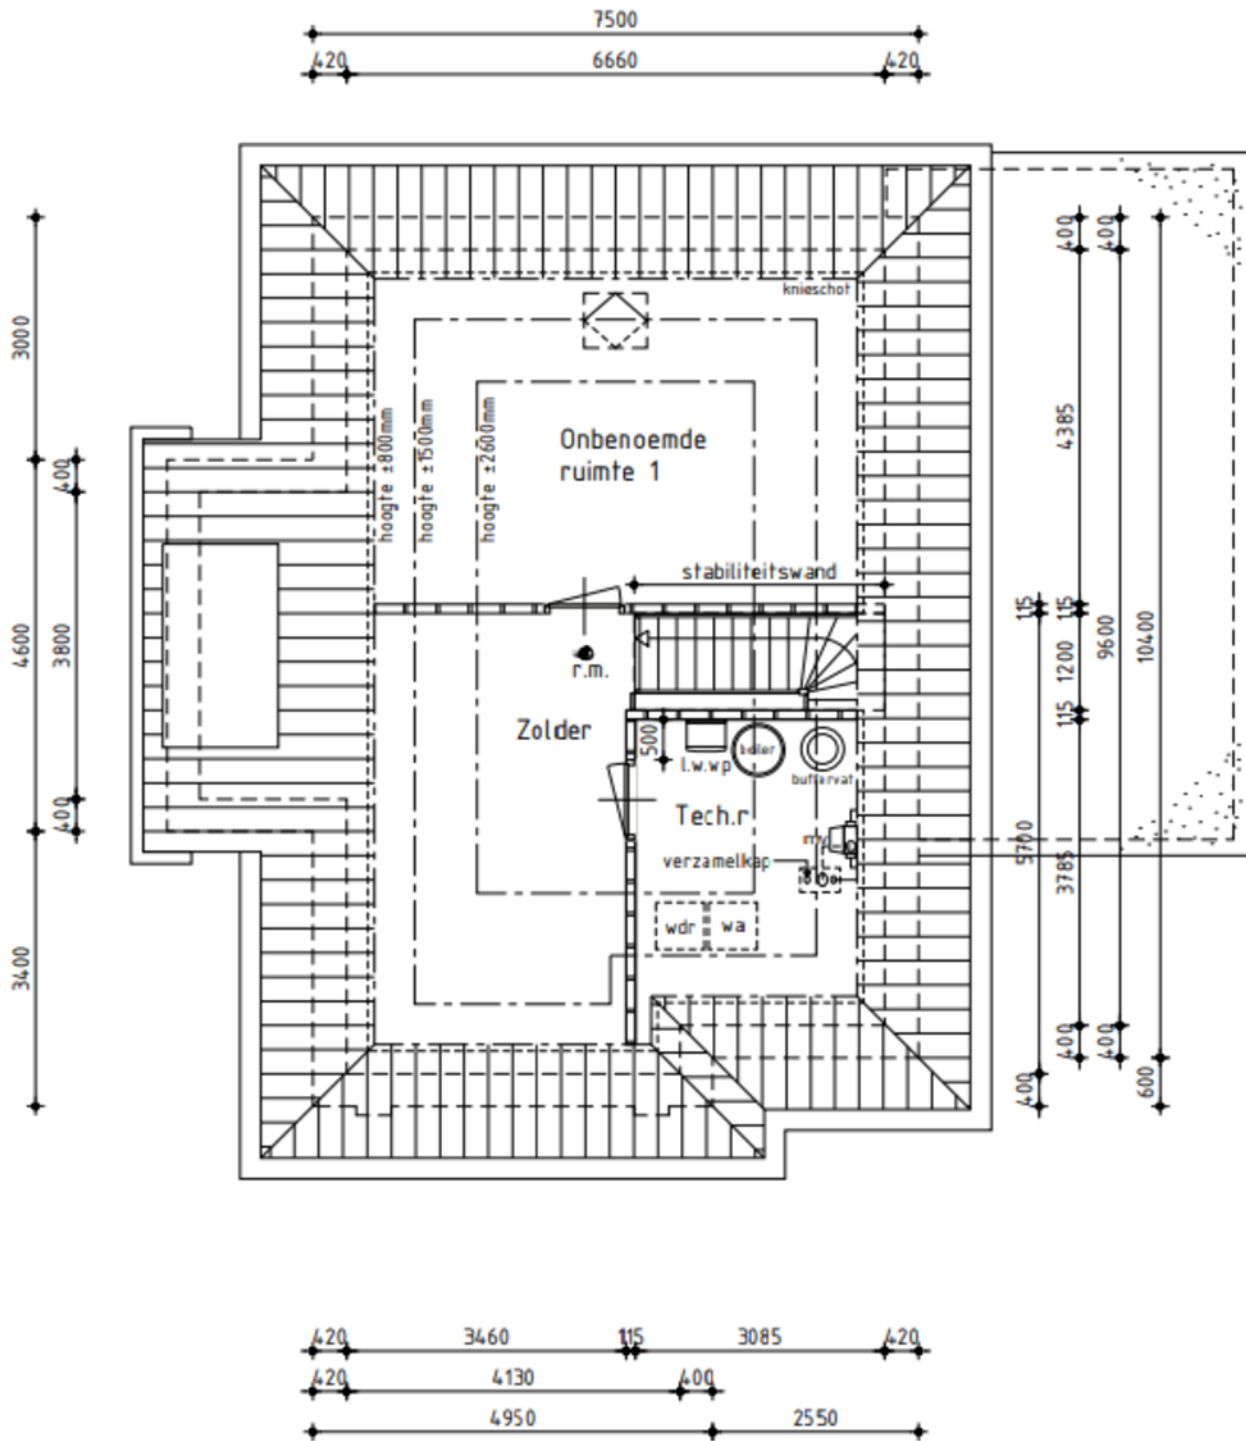 7500
420
6660
420
knieschot
400
400
3000
hoogte ±800mm
hoogte ±1500mm
hoogte ±2600mm
Onbenoemde
ruimte 1
4385
400
stabiliteitswand
115
115
4600
3800
r.m.
1200
9600
10400
Zolder
500
115
l.w.wp
boiler
buffervat
400
Tech.r
mv
verzamelkap
5700
3785
wdr
wa
3400
400
400
400
600
420
3460
115
3085
420
420
4130
400
4950
2550